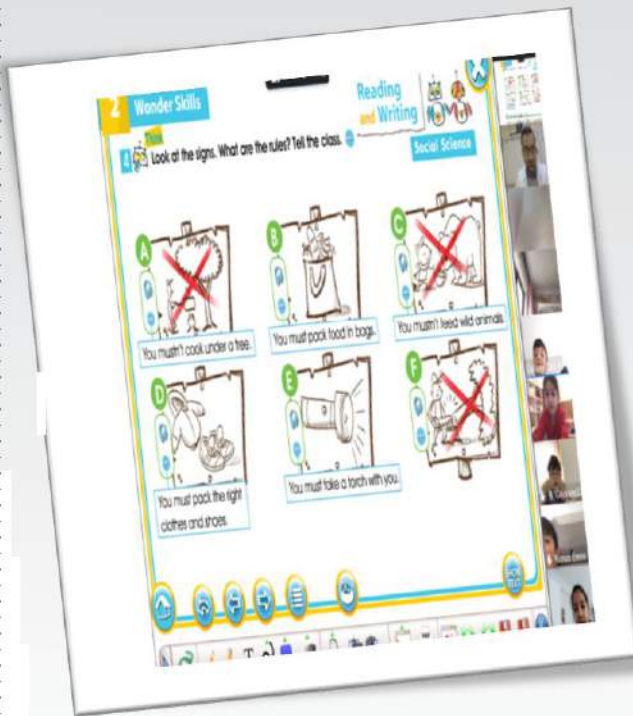 2 Wonder Skills
Reading
and Writing
Think
4 Look at the signs. What are the rules? Tell the class.
Social Science
A
B
C
You mustn't cook under a tree.
You must pack food in bags.
You mustn't feed wild animals.
D
E
F
You must pack the right
clothes and shoes.
You must take a torch with you.